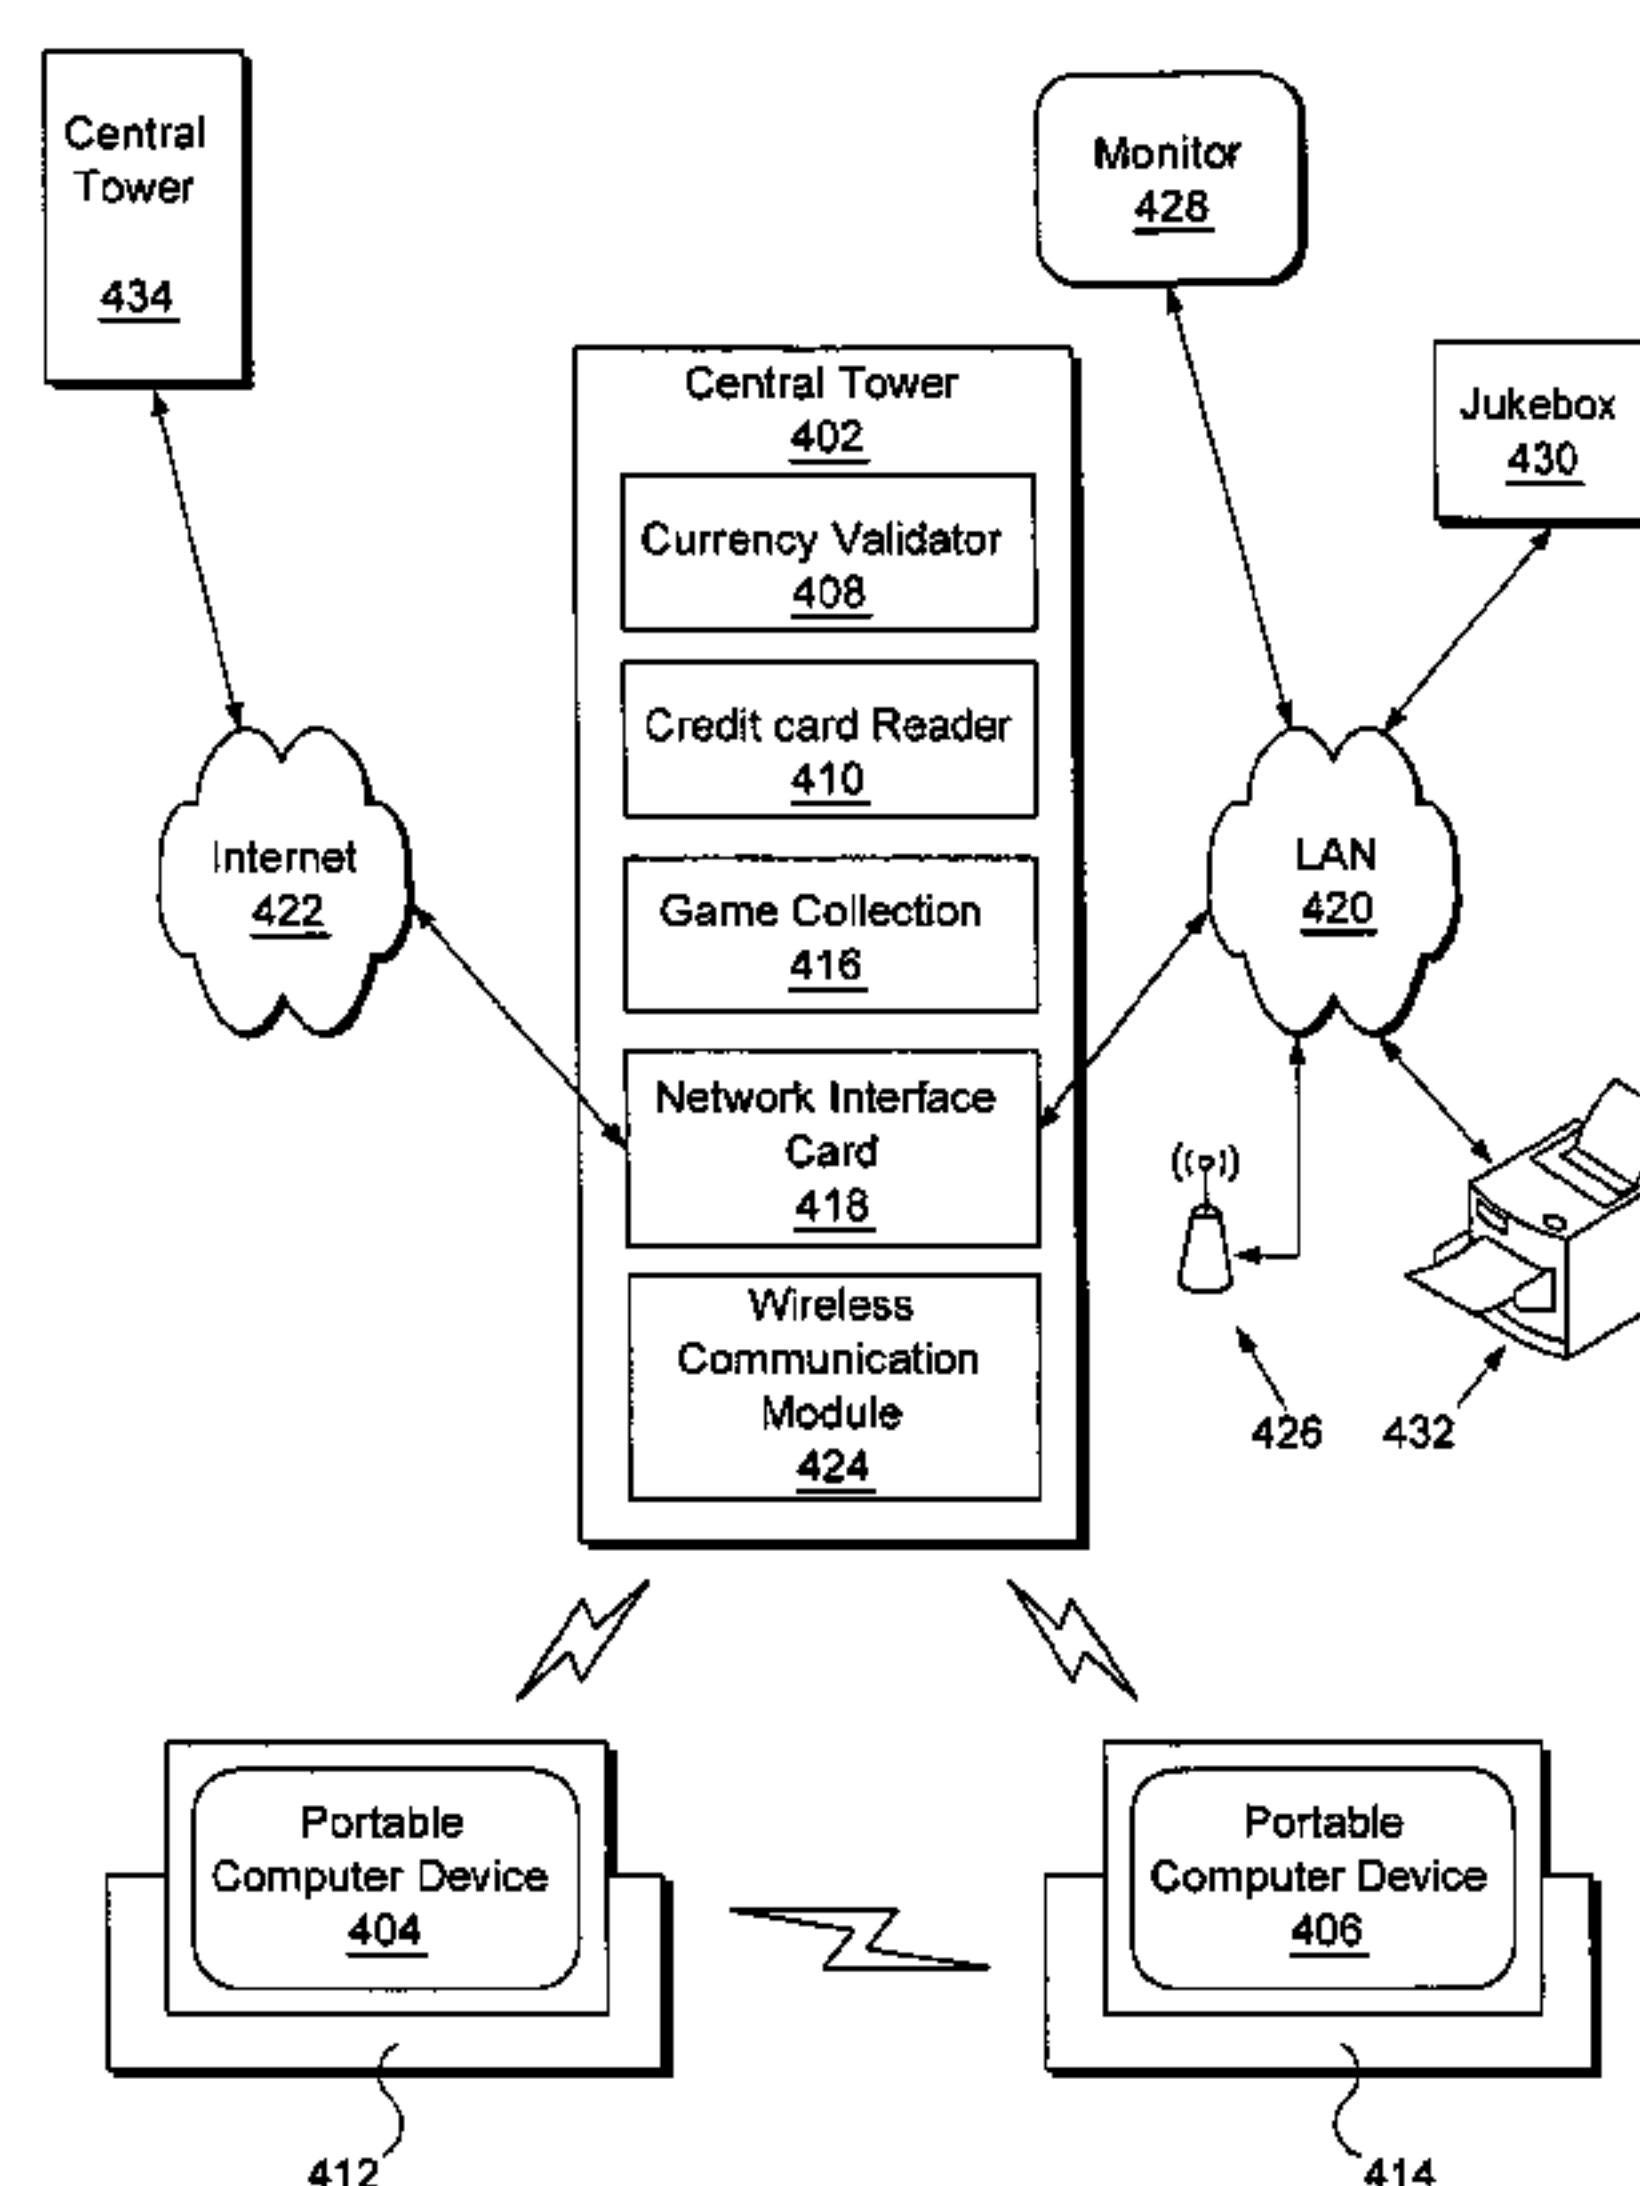 Central
Tower
434
Monitor
428
Jukebox
430
Central Tower
402
Currency Validator
408
Credit card Reader
410
Game Collection
416
Network Interface
Card
418
Wireless
Communication
Module
424
Internet
422
LAN
420
426
432
Portable
Computer Device
404
Portable
Computer Device
406
412
414